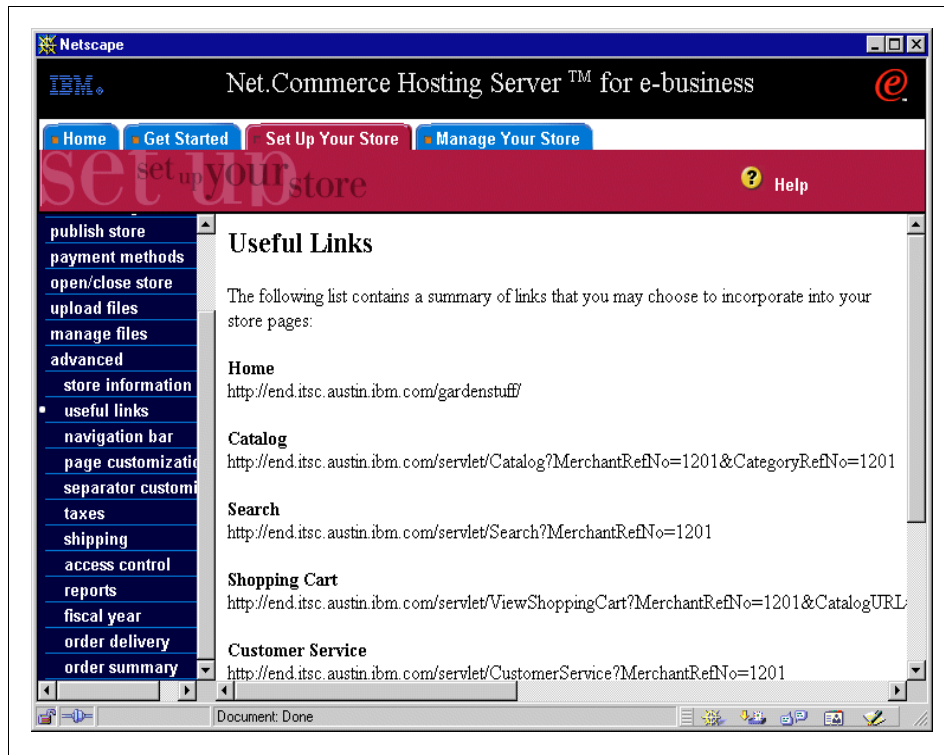 Netscape
IBM®
Net.Commerce Hosting Server ™ for e-business
e
Home
Get Started
Set Up Your Store
Manage Your Store
set up
set up your store
? Help
publish store
payment methods
open/close store
upload files
manage files
advanced
store information
useful links
navigation bar
page customizatio
separator customi
taxes
shipping
access control
reports
fiscal year
order delivery
order summary
Useful Links
The following list contains a summary of links that you may choose to incorporate into your
store pages:
Home
http://end.itsc.austin.ibm.com/gardenstuff/
Catalog
http://end.itsc.austin.ibm.com/servlet/Catalog?MerchantRefNo=1201&CategoryRefNo=1201
Search
http://end.itsc.austin.ibm.com/servlet/Search?MerchantRefNo=1201
Shopping Cart
http://end.itsc.austin.ibm.com/servlet/ViewShoppingCart?MerchantRefNo=1201&CatalogURL
Customer Service
http://end.itsc.austin.ibm.com/servlet/CustomerService?MerchantRefNo=1201
Document: Done